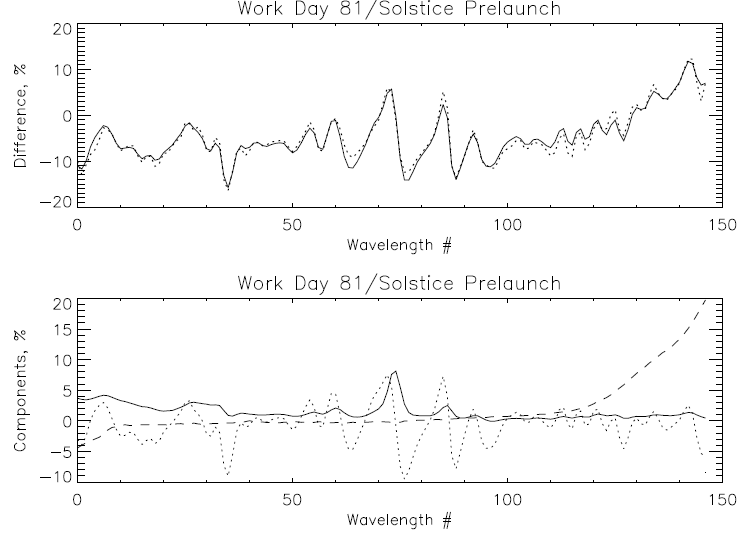 Work Day 81/Solstice Prelaunch
20
10
0
-10
-20
Difference, %
0 50 100 150
Wavelength #
Work Day 81/Solstice Prelaunch
20
15
10
5
0
-5
-10
Components, %
0 50 100 150
Wavelength #